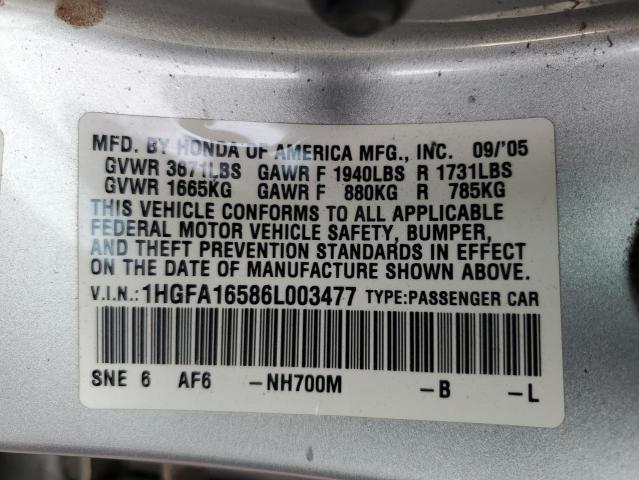 MFD. BY HONDA OF AMERICA MFG., INC. 09/'05
GVWR 3671LBS GAWR F 1940LBS R 1731LBS
GVWR 1665KG GAWR F 880KG R 785KG
THIS VEHICLE CONFORMS TO ALL APPLICABLE
FEDERAL MOTOR VEHICLE SAFETY, BUMPER,
AND THEFT PREVENTION STANDARDS IN EFFECT
ON THE DATE OF MANUFACTURE SHOWN ABOVE.
V.I.N.:1HGFA16586L003477 TYPE:PASSENGER CAR
SNE 6 AF6 –NH700M –B –L